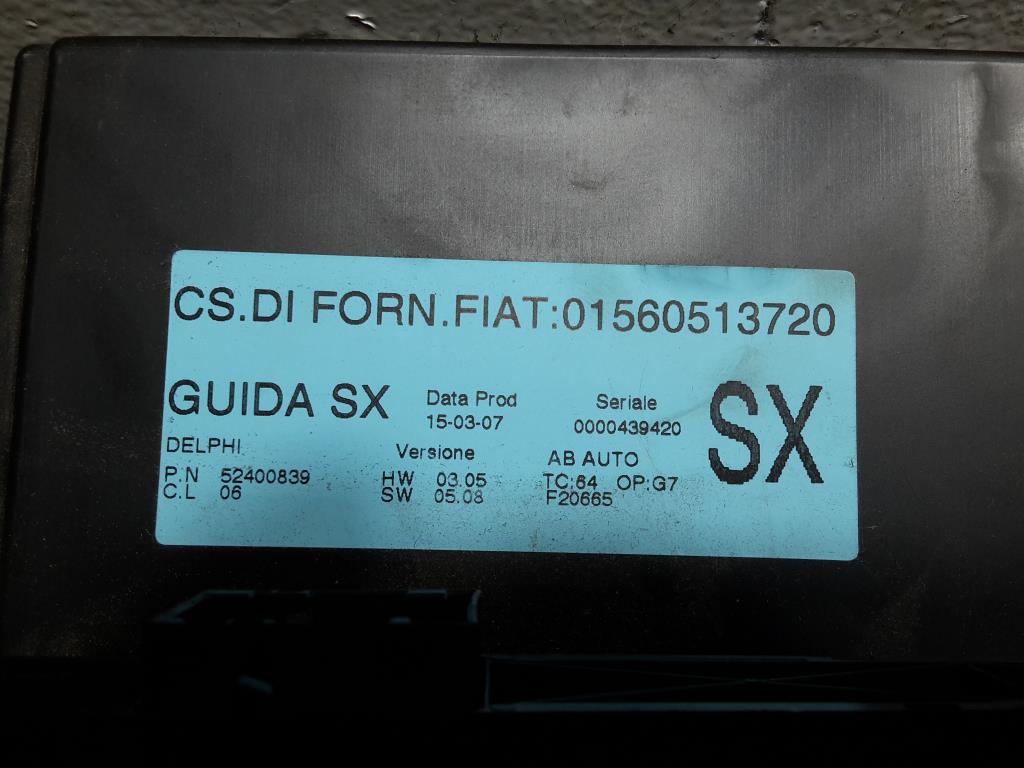 CS.DI FORN.FIAT:01560513720
GUIDA SX
Data Prod
15-03-07
Seriale
0000439420
SX
DELPHI
Versione
AB AUTO
P.N 52400839
HW 03.05
TC:64 OP:G7
C.L 06
SW 05.08
F20665